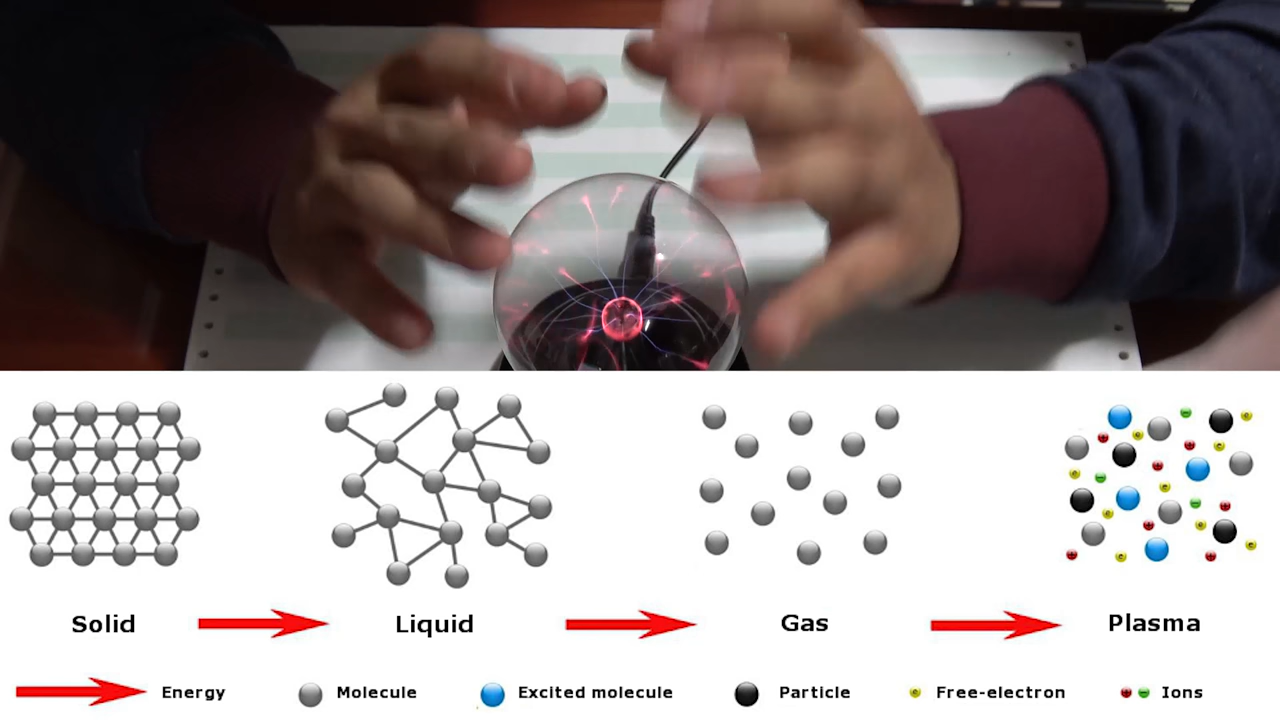 Solid Liquid Gas Plasma
Energy Molecule Excited molecule Particle Free-electron Ions